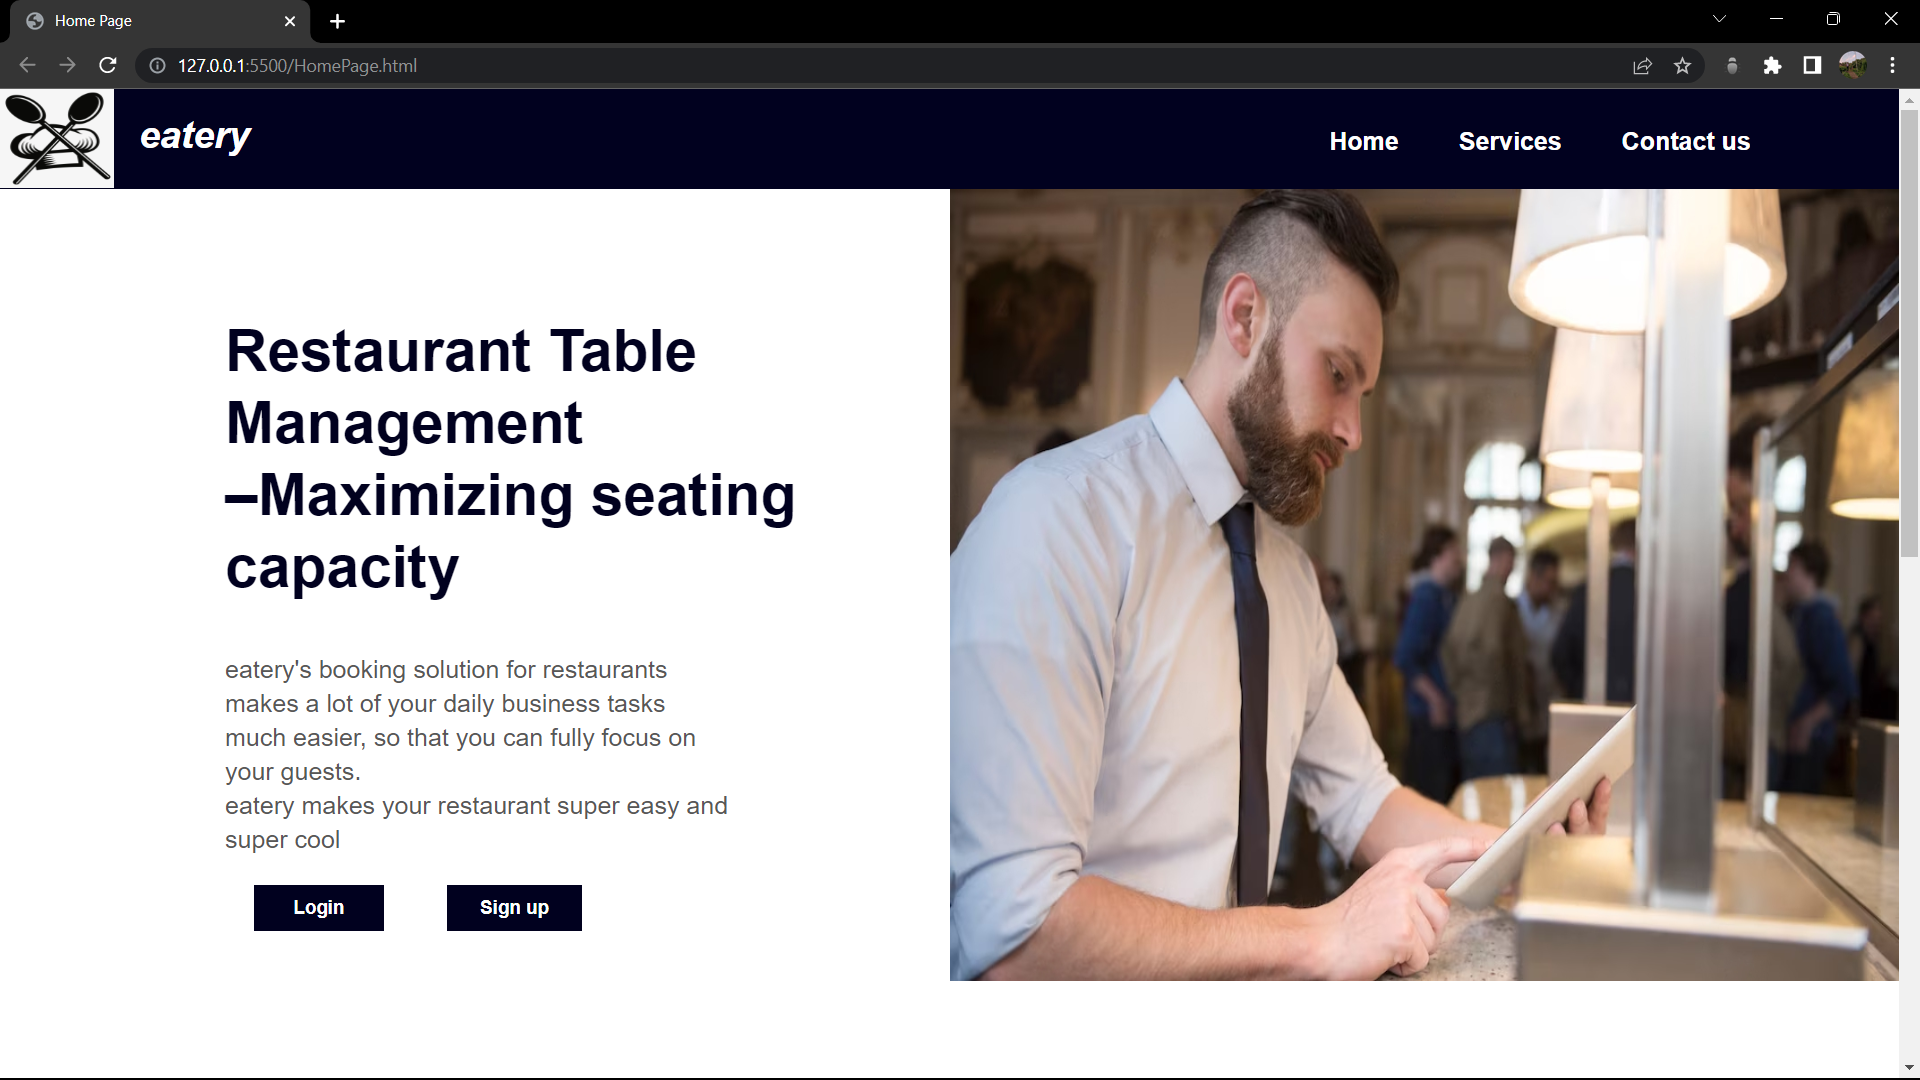 Home Page
127.0.0.1:5500/HomePage.html
eatery
Home
Services
Contact us
Restaurant Table
Management
–Maximizing seating
capacity
eatery's booking solution for restaurants
makes a lot of your daily business tasks
much easier, so that you can fully focus on
your guests.
eatery makes your restaurant super easy and
super cool
Login
Sign up